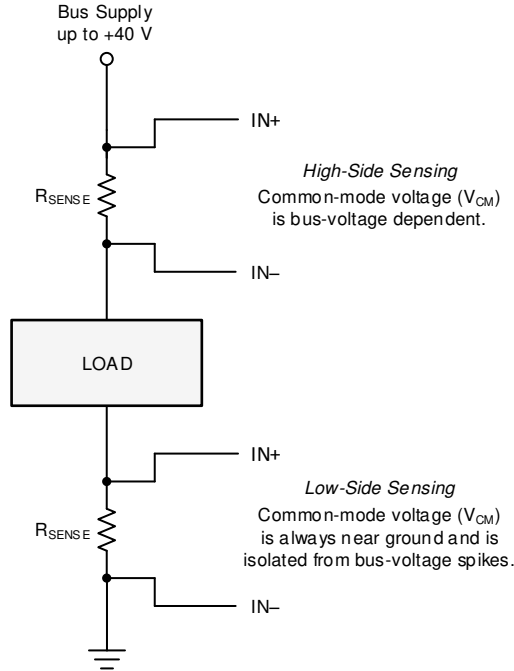 Bus Supply
up to +40 V
IN+
High-Side Sensing
R_SENSE
Common-mode voltage (V_CM)
is bus-voltage dependent.
IN–
LOAD
IN+
Low-Side Sensing
Common-mode voltage (V_CM)
R_SENSE
is always near ground and is
isolated from bus-voltage spikes.
IN–